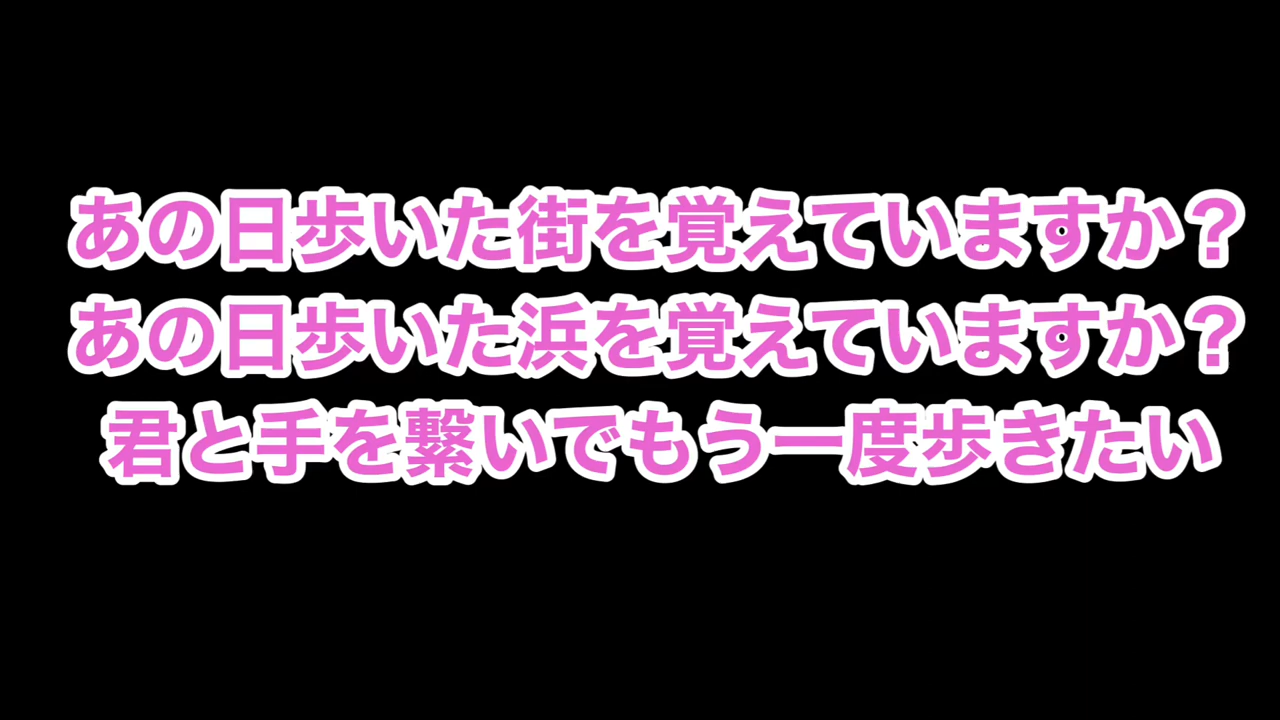 あの日歩いた街を覚えていますか？
あの日歩いた浜を覚えていますか？
君と手を繋いでもう一度歩きたい